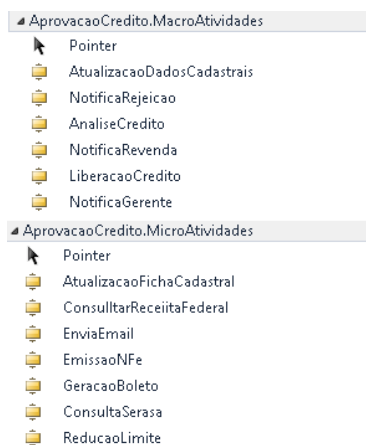 AprovacaoCredito.MacroAtividades
Pointer
AtualizacaoDadosCadastrais
NotificaRejeicao
AnaliseCredito
NotificaRevenda
LiberacaoCredito
NotificaGerente
AprovacaoCredito.MicroAtividades
Pointer
AtualizacaoFichaCadastral
ConsulltarReceiitaFederal
EnviaEmail
EmissaoNFe
GeracaoBoleto
ConsultaSerasa
ReducaoLimite